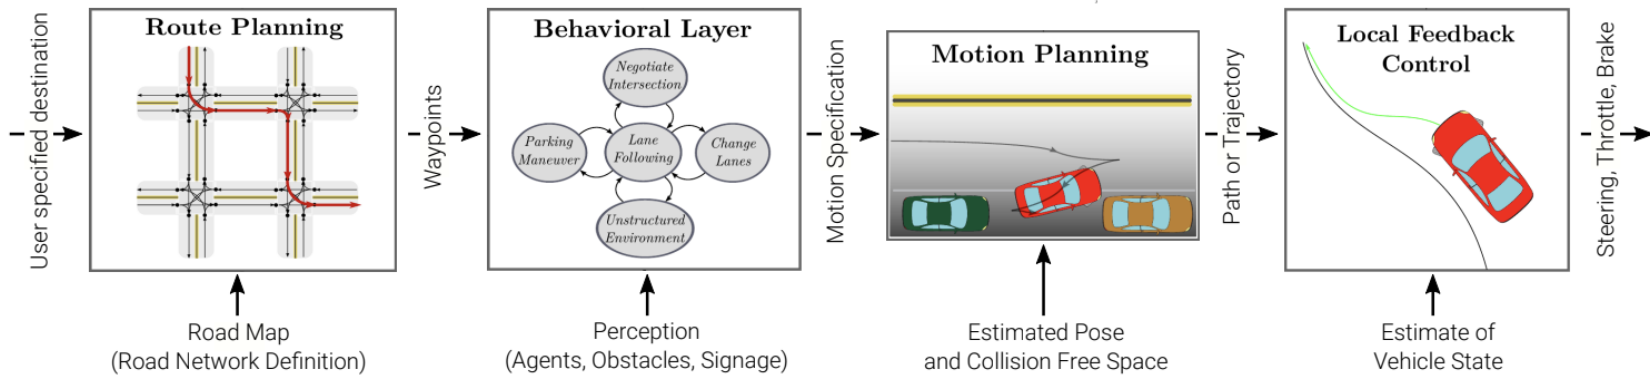 User specified destination
Route Planning
Road Map
(Road Network Definition)
Waypoints
Behavioral Layer
Negotiate
Intersection
Parking
Maneuver
Lane
Following
Change
Lanes
Unstructured
Environment
Perception
(Agents, Obstacles, Signage)
Motion Specification
Motion Planning
Estimated Pose
and Collision Free Space
Path or Trajectory
Local Feedback
Control
Estimate of
Vehicle State
Steering, Throttle, Brake